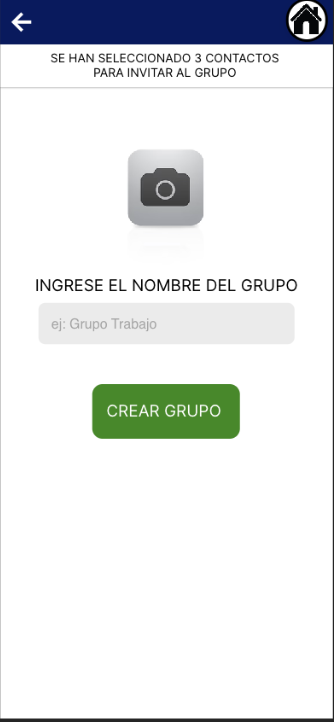 SE HAN SELECCIONADO 3 CONTACTOS
PARA INVITAR AL GRUPO
INGRESE EL NOMBRE DEL GRUPO
ej: Grupo Trabajo
CREAR GRUPO